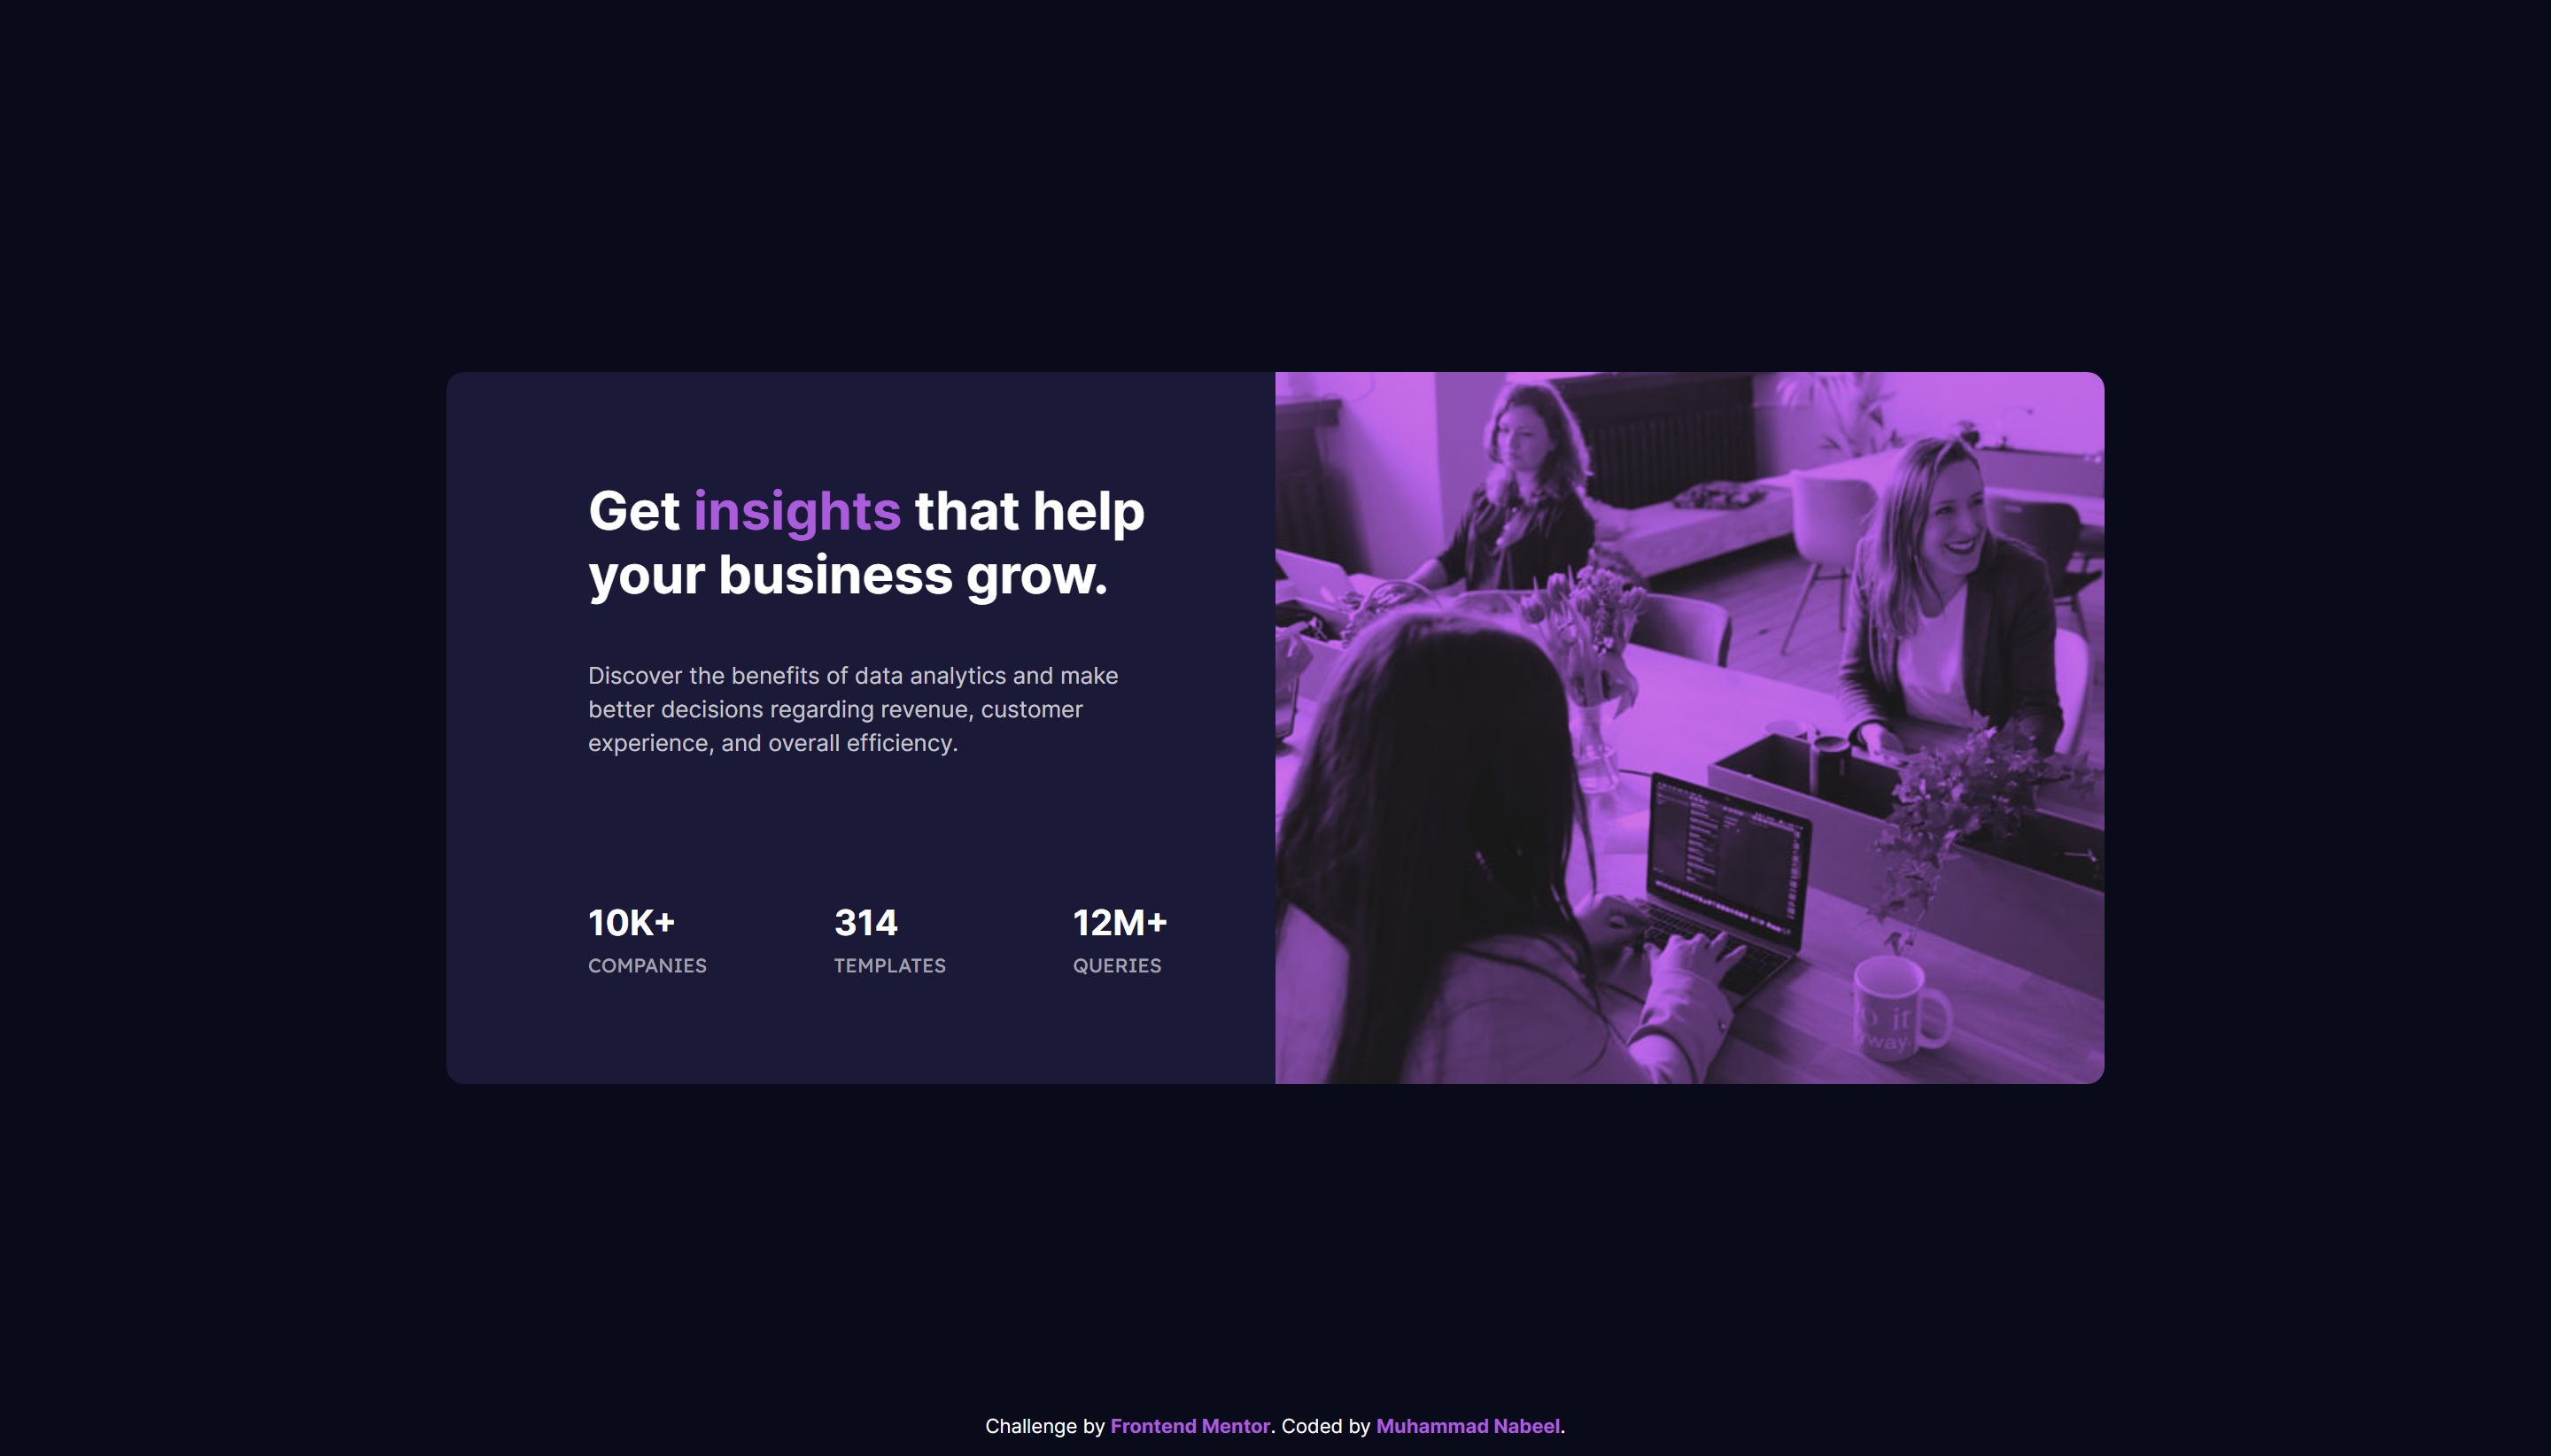 Get insights that help
your business grow.
Discover the benefits of data analytics and make
better decisions regarding revenue, customer
experience, and overall efficiency.
10K+ 314 12M+
COMPANIES TEMPLATES QUERIES
way
Challenge by Frontend Mentor. Coded by Muhammad Nabeel.